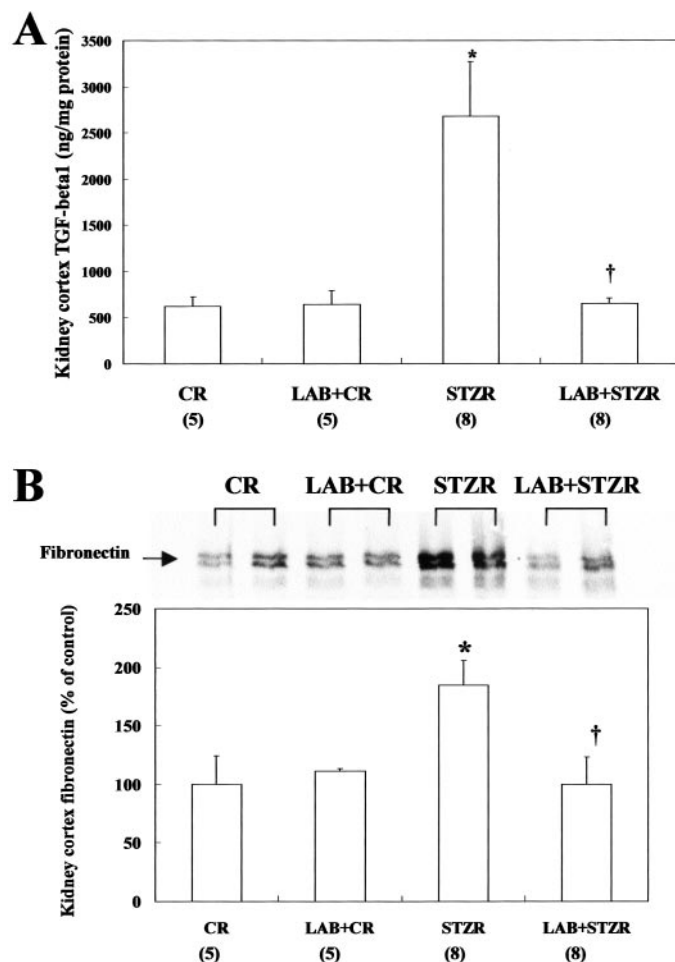 A
Kidney cortex TGF-beta1 (ng/mg protein)
3500
3000
2500
2000
1500
1000
500
0
*
†
CR LAB+CR STZR LAB+STZR
(5) (5) (8) (8)
B
CR LAB+CR STZR LAB+STZR
Fibronectin
Kidney cortex fibronectin (% of control)
250
200
150
100
50
0
*
†
CR LAB+CR STZR LAB+STZR
(5) (5) (8) (8)